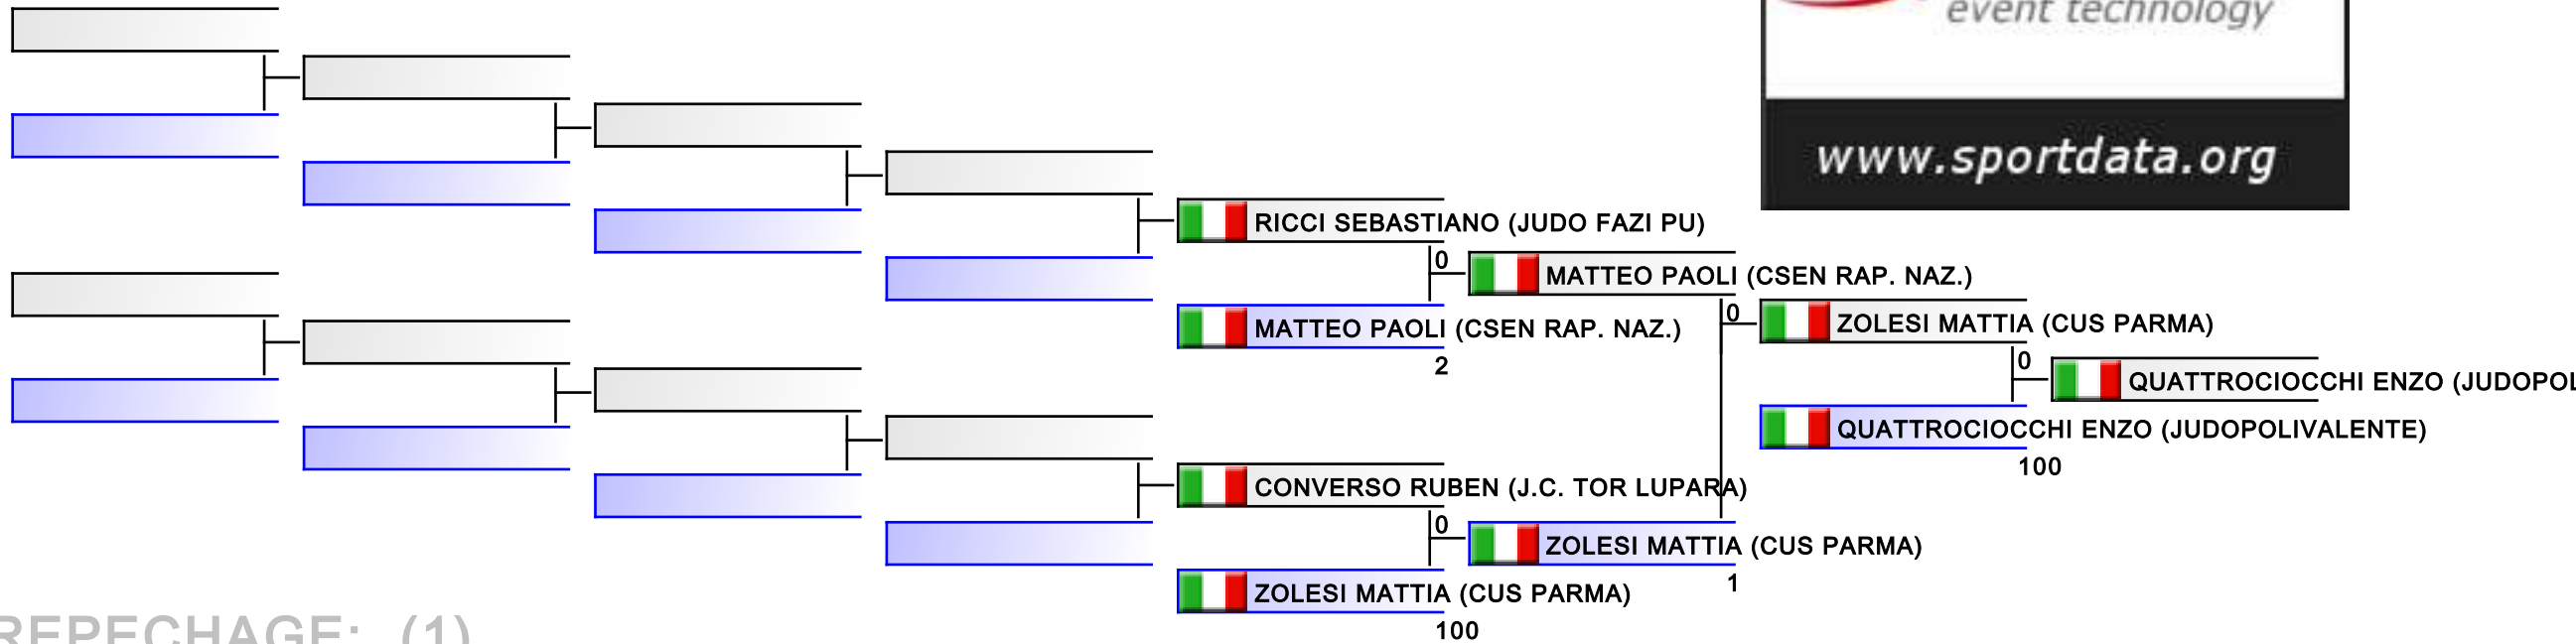 event technology
www.sportdata.org
RICCI SEBASTIANO (JUDO FAZI PU)
0
MATTEO PAOLI (CSEN RAP. NAZ.)
MATTEO PAOLI (CSEN RAP. NAZ.)
2
0
ZOLESI MATTIA (CUS PARMA)
0
QUATTROCIOCCHI ENZO (JUDOPOL
QUATTROCIOCCHI ENZO (JUDOPOLIVALENTE)
100
CONVERSO RUBEN (J.C. TOR LUPARA)
0
ZOLESI MATTIA (CUS PARMA)
1
ZOLESI MATTIA (CUS PARMA)
100
REPECHAGE: (1)